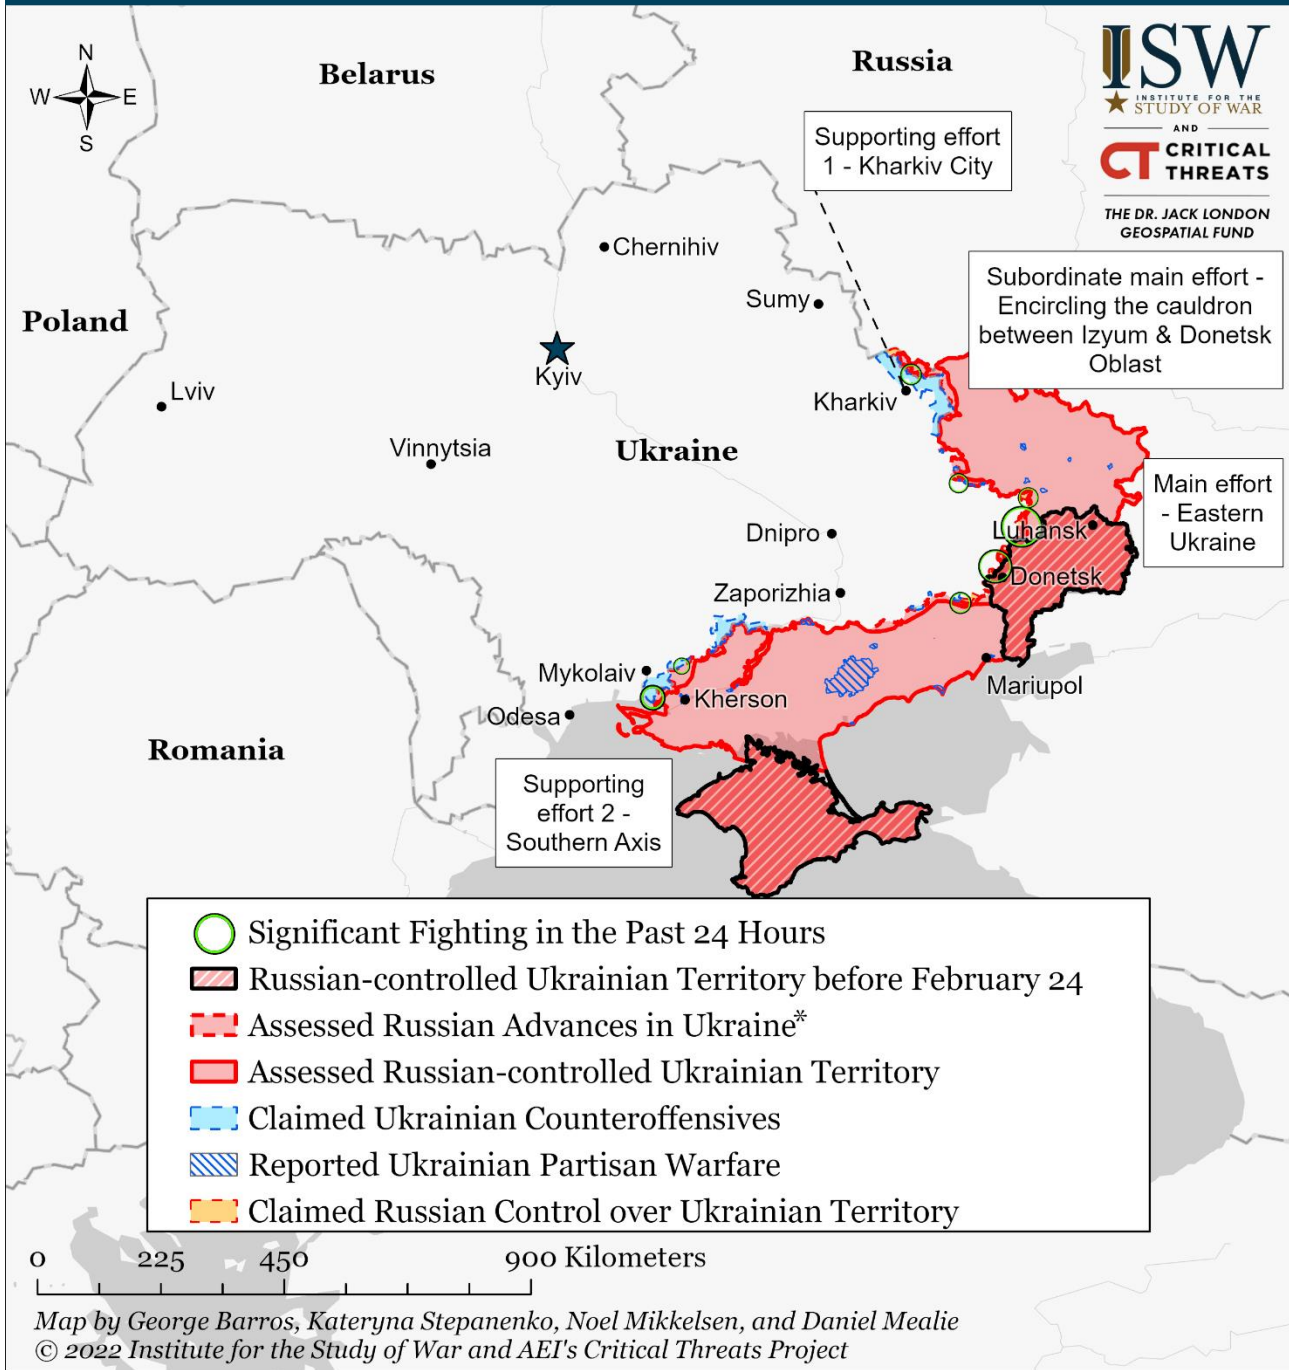 N
W
E
S
Belarus
Russia
ISW
INSTITUTE FOR THE
STUDY OF WAR
AND
CT CRITICAL
THREATS
THE DR. JACK LONDON
GEOSPATIAL FUND
Supporting effort
1 - Kharkiv City
Chernihiv
Subordinate main effort -
Encircling the cauldron
between Izyum & Donetsk
Oblast
Sumy
Poland
Kyiv
Lviv
Kharkiv
Vinnytsia
Ukraine
Main effort
- Eastern
Ukraine
Dnipro
Luhansk
Donetsk
Zaporizhia
Mykolaiv
Mariupol
Kherson
Odesa
Romania
Supporting
effort 2 -
Southern Axis
Significant Fighting in the Past 24 Hours
Russian-controlled Ukrainian Territory before February 24
Assessed Russian Advances in Ukraine*
Assessed Russian-controlled Ukrainian Territory
Claimed Ukrainian Counteroffensives
Reported Ukrainian Partisan Warfare
Claimed Russian Control over Ukrainian Territory
0 225 450 900 Kilometers
Map by George Barros, Kateryna Stepanenko, Noel Mikkelsen, and Daniel Mealie
© 2022 Institute for the Study of War and AEI's Critical Threats Project